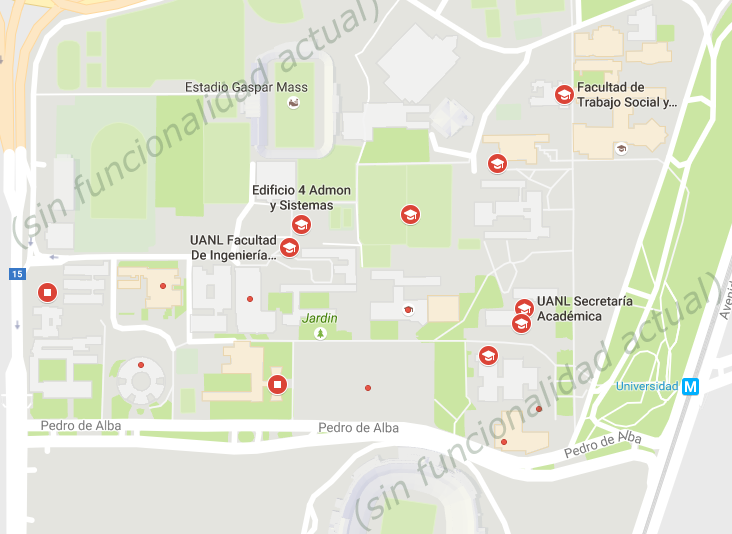 (sin funcionalidad actual)
Estadio Gaspar Mass
Facultad de
Trabajo Social y...
Edificio 4 Admon
y Sistemas
UANL Facultad
De Ingeniería...
15
UANL Secretaría
Académica
Jardin
(sin funcionalidad actual)
Avenid
Universidad M
Pedro de Alba
Pedro de Alba
Pedro de Alba